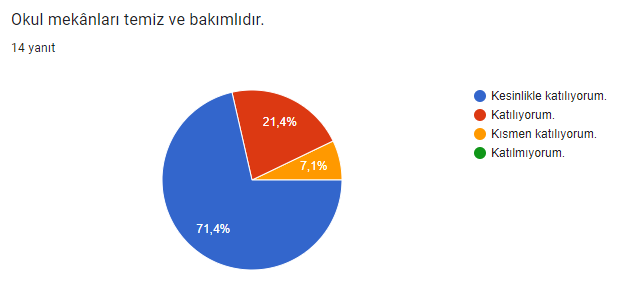 Okul mekânları temiz ve bakımlıdır.
14 yanıt
Kesinlikle katılıyorum.
Katılıyorum.
Kısmen katılıyorum.
Katılmıyorum.
21,4%
7,1%
71,4%